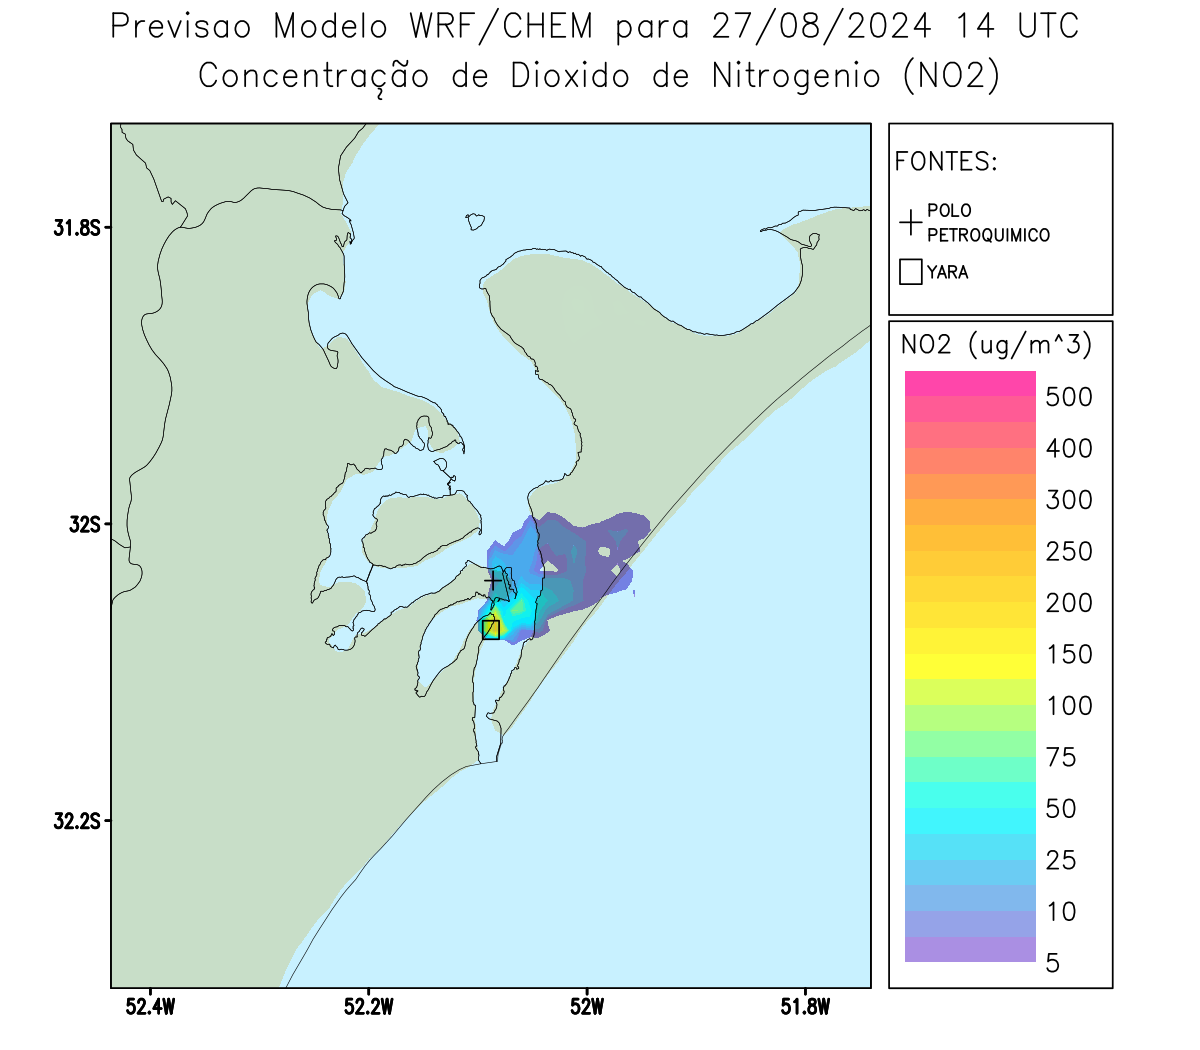 Previsao Modelo WRF/CHEM para 27/08/2024 14 UTC
Concentração de Dioxido de Nitrogenio (NO2)
FONTES:
POLO
PETROQUIMICO
YARA
NO2 (ug/m^3)
500
400
300
250
200
150
100
75
50
25
10
5
31.8S
32S
32.2S
52.4W
52.2W
52W
51.8W